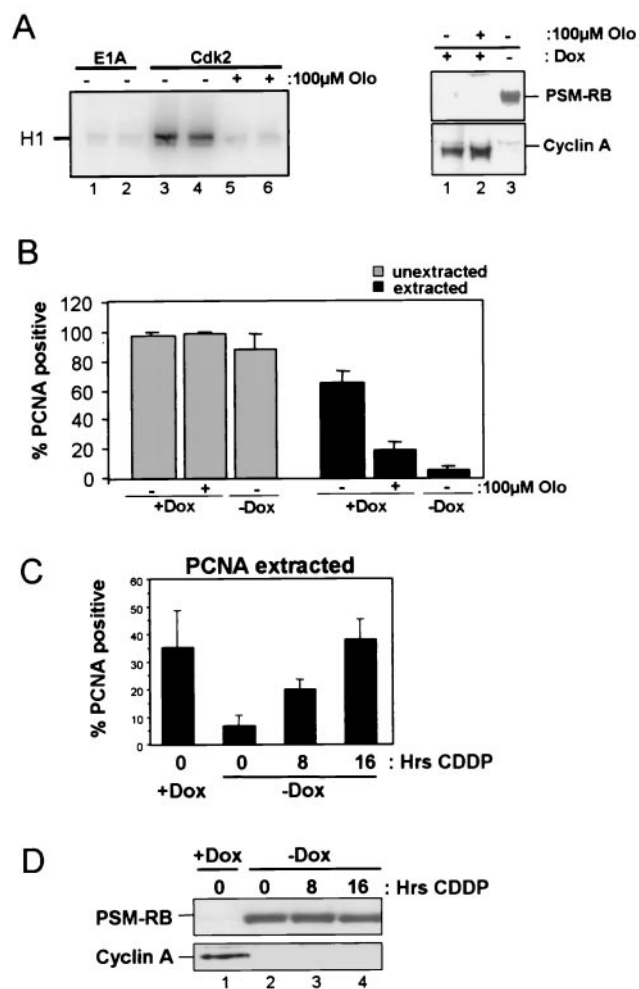 A
E1A Cdk2
- - - - + + :100µM Olo
H1
1 2 3 4 5 6
- + - :100µM Olo
+ + - : Dox
PSM-RB
Cyclin A
1 2 3
B
unextracted
extracted
% PCNA positive
120
100
80
60
40
20
0
- + - - + - :100µM Olo
+Dox -Dox +Dox -Dox
C
PCNA extracted
% PCNA positive
60
50
40
30
20
10
0
0 0 8 16 : Hrs CDDP
+Dox -Dox
D
+Dox -Dox
0 0 8 16 : Hrs CDDP
PSM-RB
Cyclin A
1 2 3 4